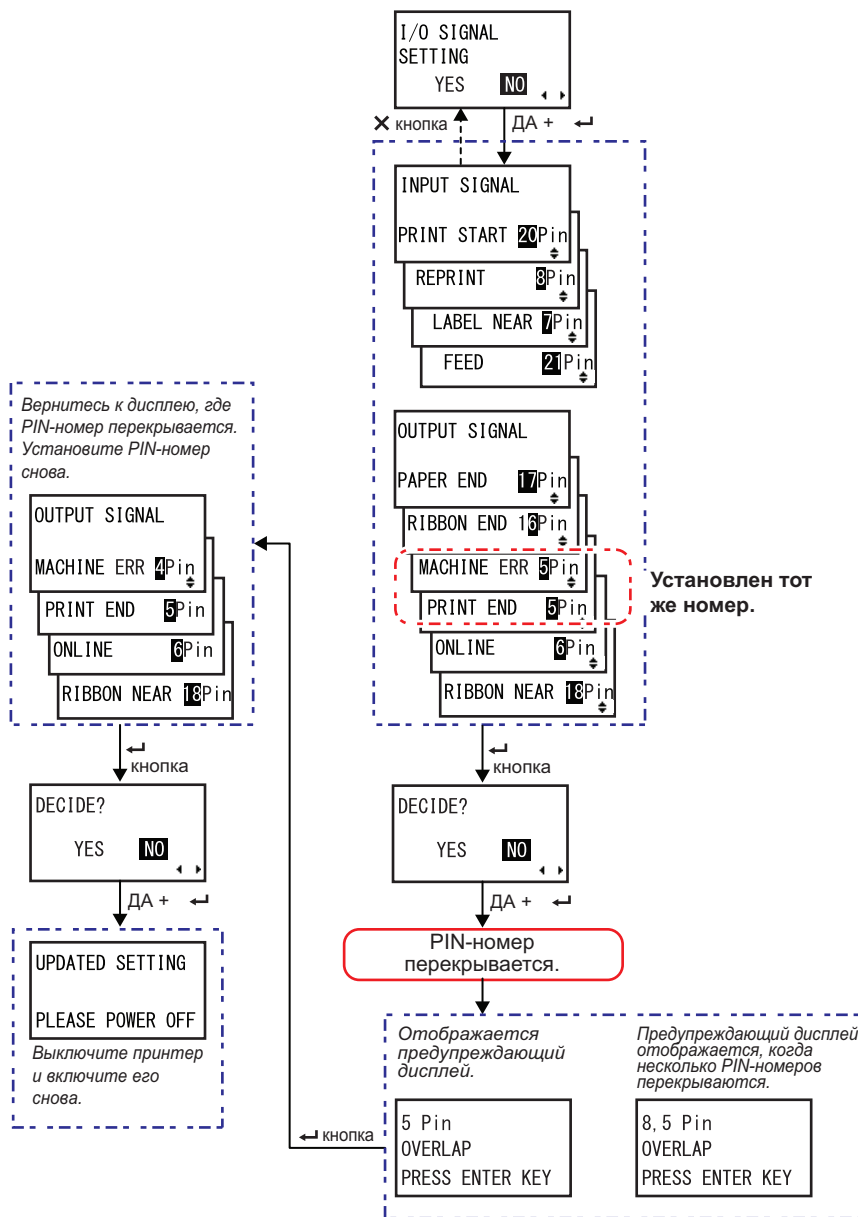 I/O SIGNAL
SETTING
YES NO
✕ кнопка
ДА + ↵
INPUT SIGNAL
PRINT START 20Pin
REPRINT 8Pin
LABEL NEAR 7Pin
FEED 21Pin
OUTPUT SIGNAL
PAPER END 17Pin
RIBBON END 16Pin
MACHINE ERR 5Pin
PRINT END 5Pin
ONLINE 6Pin
RIBBON NEAR 18Pin
Установлен тот
же номер.
↵
кнопка
DECIDE?
YES NO
ДА + ↵
PIN-номер
перекрывается.
Отображается
предупреждающий
дисплей.
5 Pin
OVERLAP
PRESS ENTER KEY
Предупреждающий дисплей
отображается, когда
несколько PIN-номеров
перекрываются.
8,5 Pin
OVERLAP
PRESS ENTER KEY
↵ кнопка
Вернитесь к дисплею, где
PIN-номер перекрывается.
Установите PIN-номер
снова.
OUTPUT SIGNAL
MACHINE ERR 4Pin
PRINT END 5Pin
ONLINE 6Pin
RIBBON NEAR 18Pin
↵
кнопка
DECIDE?
YES NO
ДА + ↵
UPDATED SETTING
PLEASE POWER OFF
Выключите принтер
и включите его
снова.